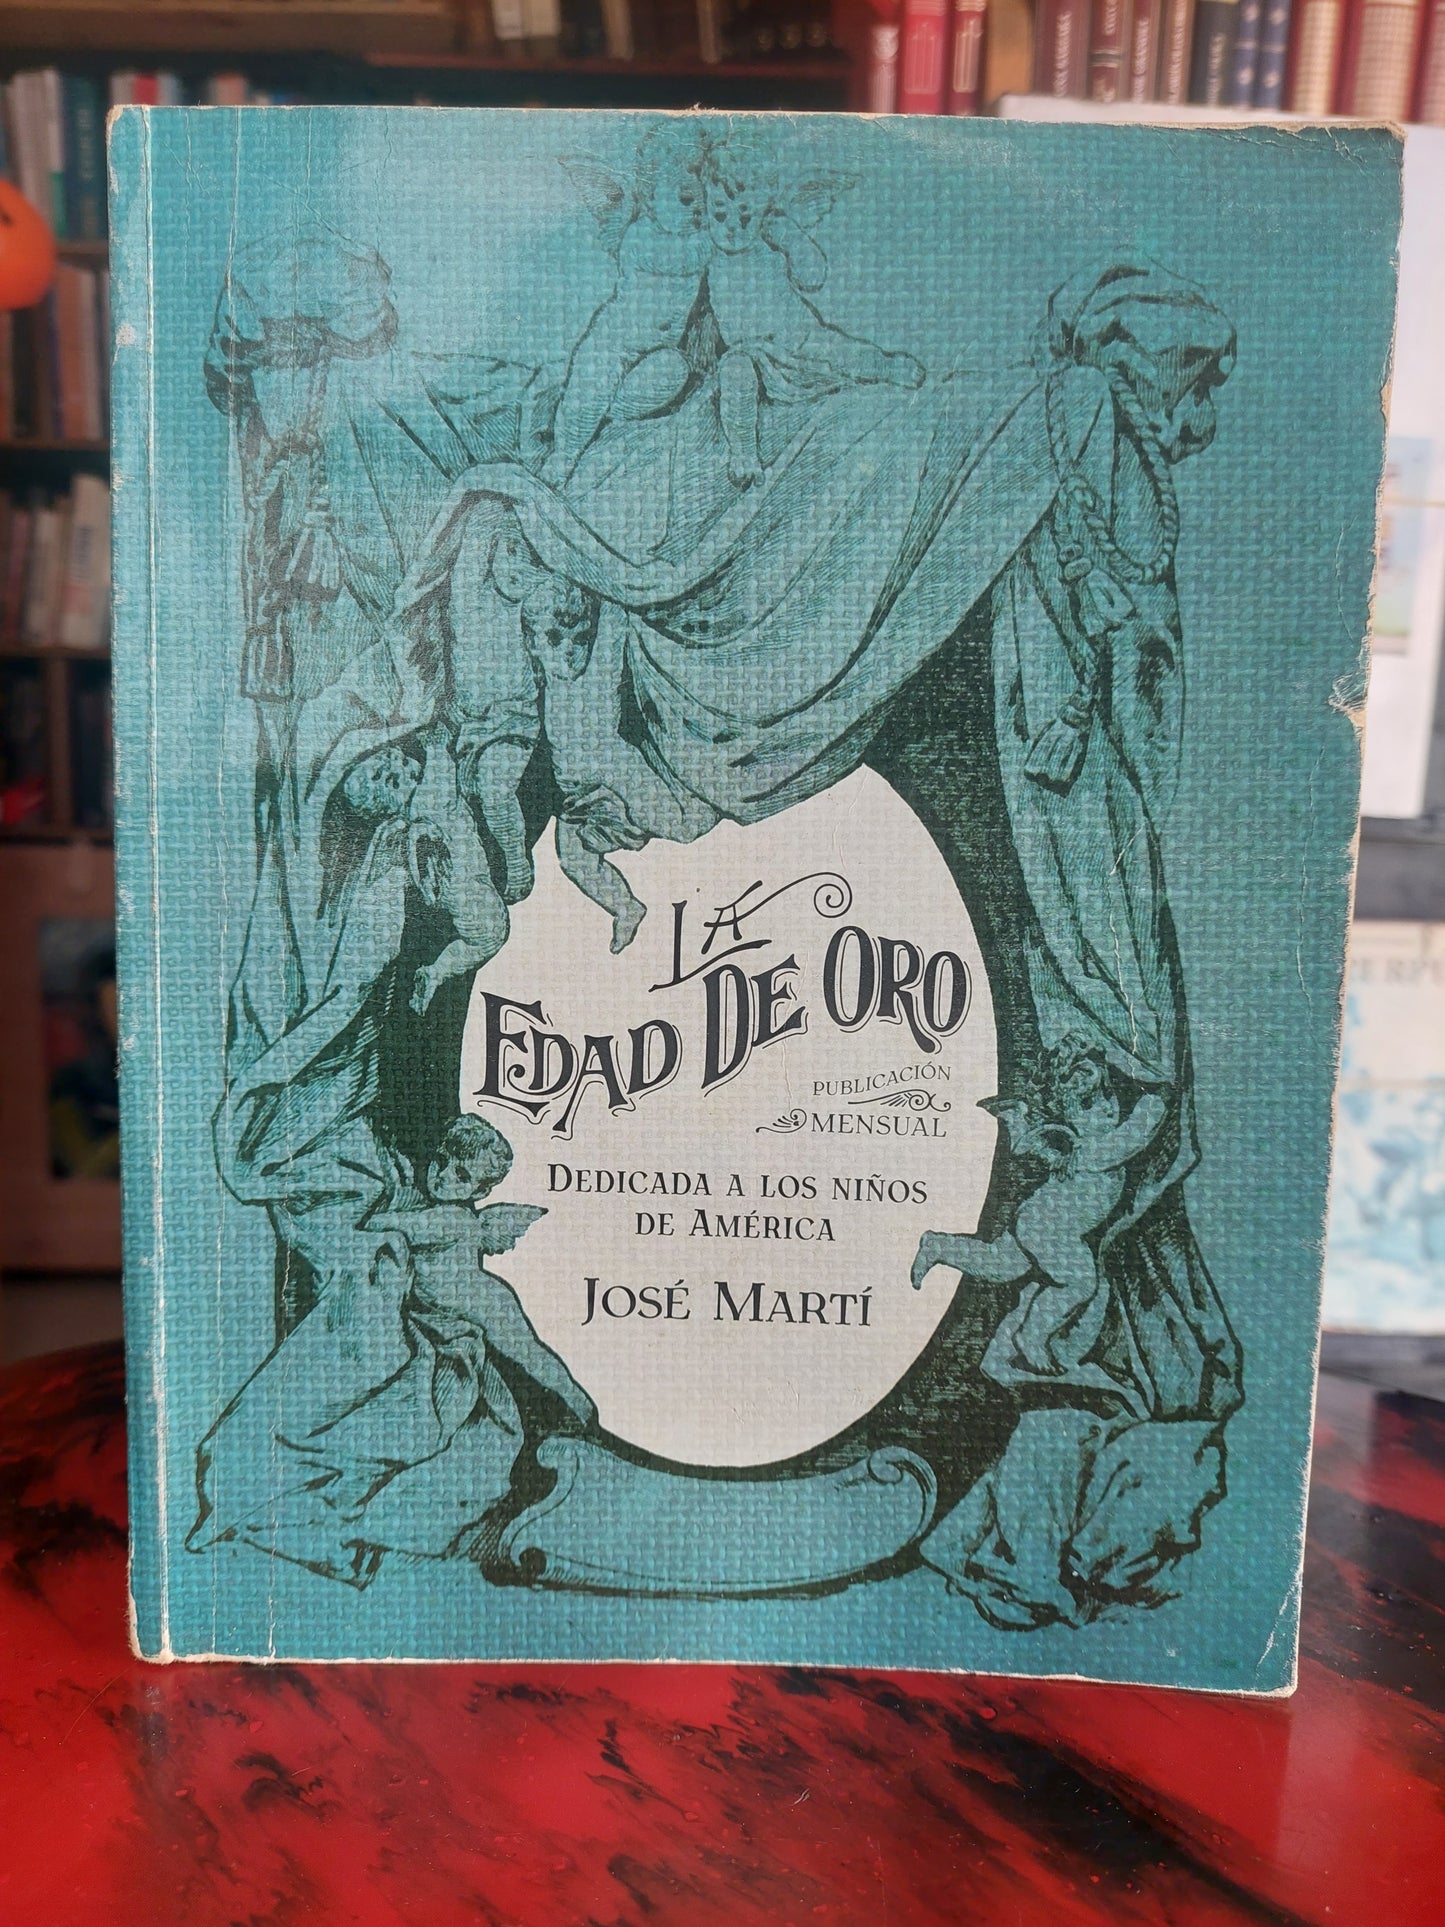 LA
EDAD DE ORO
PUBLICACIÓN
MENSUAL
DEDICADA A LOS NIÑOS
DE AMÉRICA
JOSÉ MARTÍ